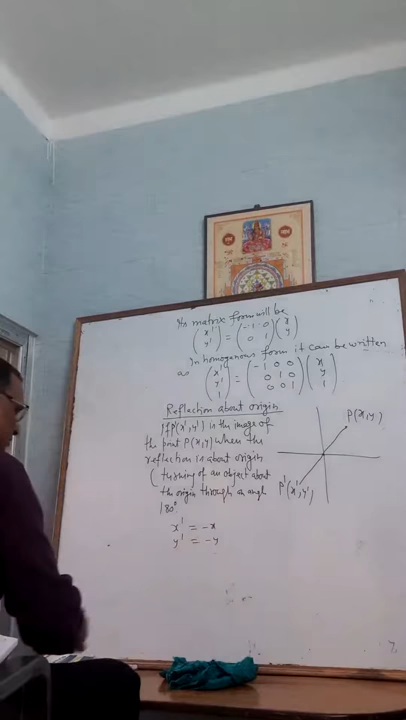 Its matrix form will be
(x' y') = (-1 0 0 1) (x y)
In homogenous form it can be written
as (x' y' 1) = (-1 0 0 0 1 0 0 0 1) (x y 1)
Reflection about origin
If P'(x',y') is the image of
the point P(x,y) when the
reflection is about origin
( turning of an object about
the origin through an angle
180°
x' = -x
y' = -y
P(x,y)
P'(x',y')